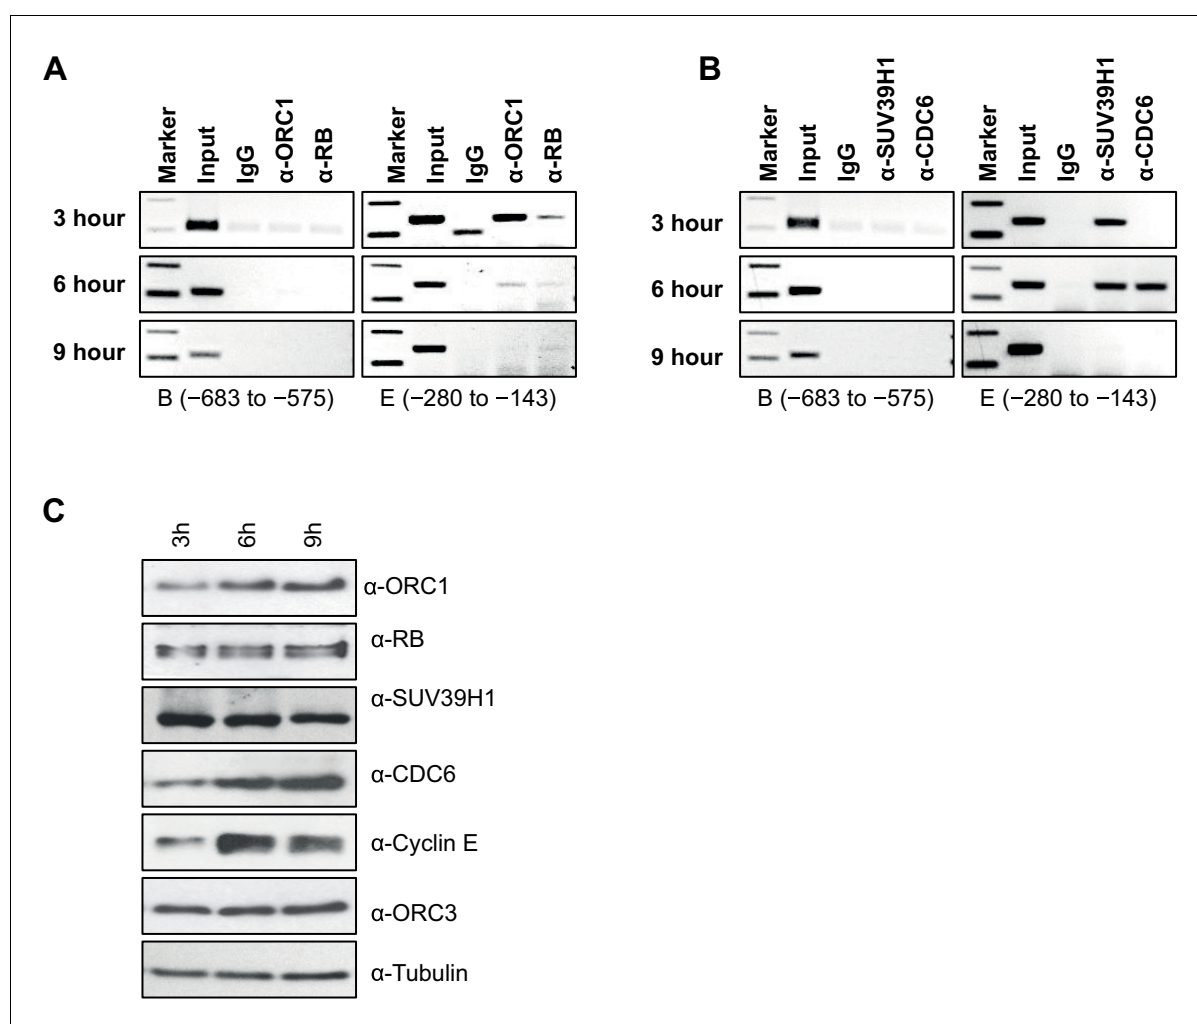 A
Marker
Input
IgG
α-ORC1
α-RB
Marker
Input
IgG
α-ORC1
α-RB
3 hour
6 hour
9 hour
B (−683 to −575)
E (−280 to −143)
B
Marker
Input
IgG
α-SUV39H1
α-CDC6
Marker
Input
IgG
α-SUV39H1
α-CDC6
3 hour
6 hour
9 hour
B (−683 to −575)
E (−280 to −143)
C
3h
6h
9h
α-ORC1
α-RB
α-SUV39H1
α-CDC6
α-Cyclin E
α-ORC3
α-Tubulin